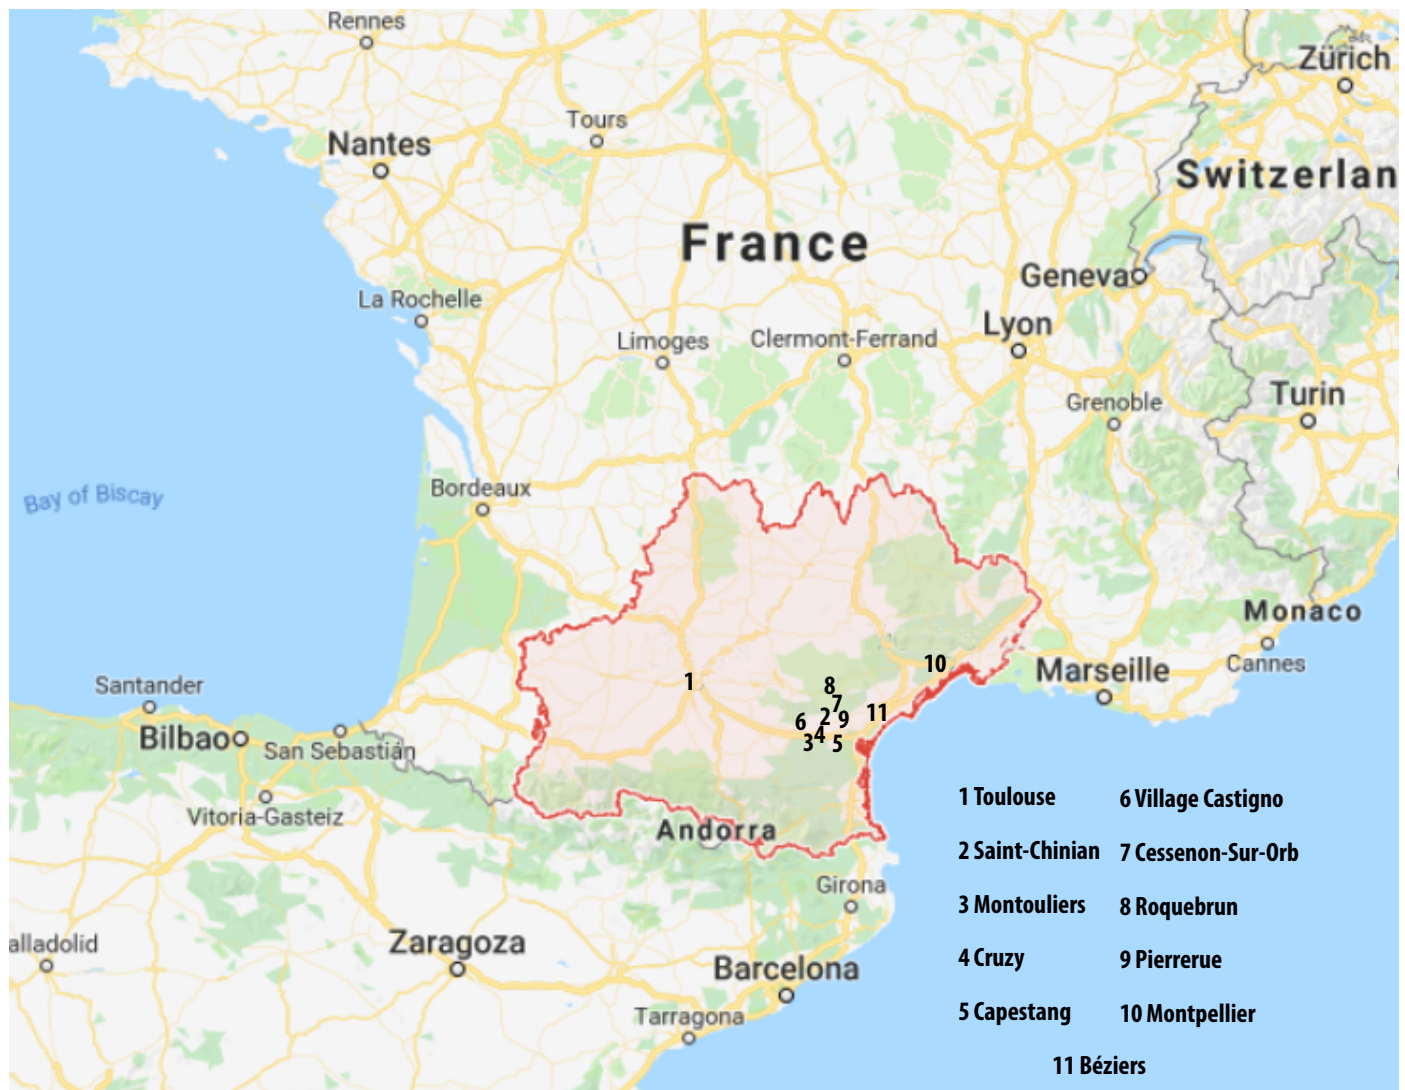 Rennes
Zürich
Tours
Nantes
Switzerlan
France
Geneva
La Rochelle
Lyon
Limoges
Clermont-Ferrand
Turin
Grenoble
Bordeaux
Bay of Biscay
Monaco
Cannes
Marseille
10
1
8
7
11
2
9
6
4
3
5
Santander
Bilbao
San Sebastián
Vitoria-Gasteiz
Andorra
Girona
alladolid
Zaragoza
Barcelona
Tarragona
1 Toulouse
6 Village Castigno
2 Saint-Chinian
7 Cessenon-Sur-Orb
3 Montouliers
8 Roquebrun
4 Cruzy
9 Pierrerue
5 Capestang
10 Montpellier
11 Béziers